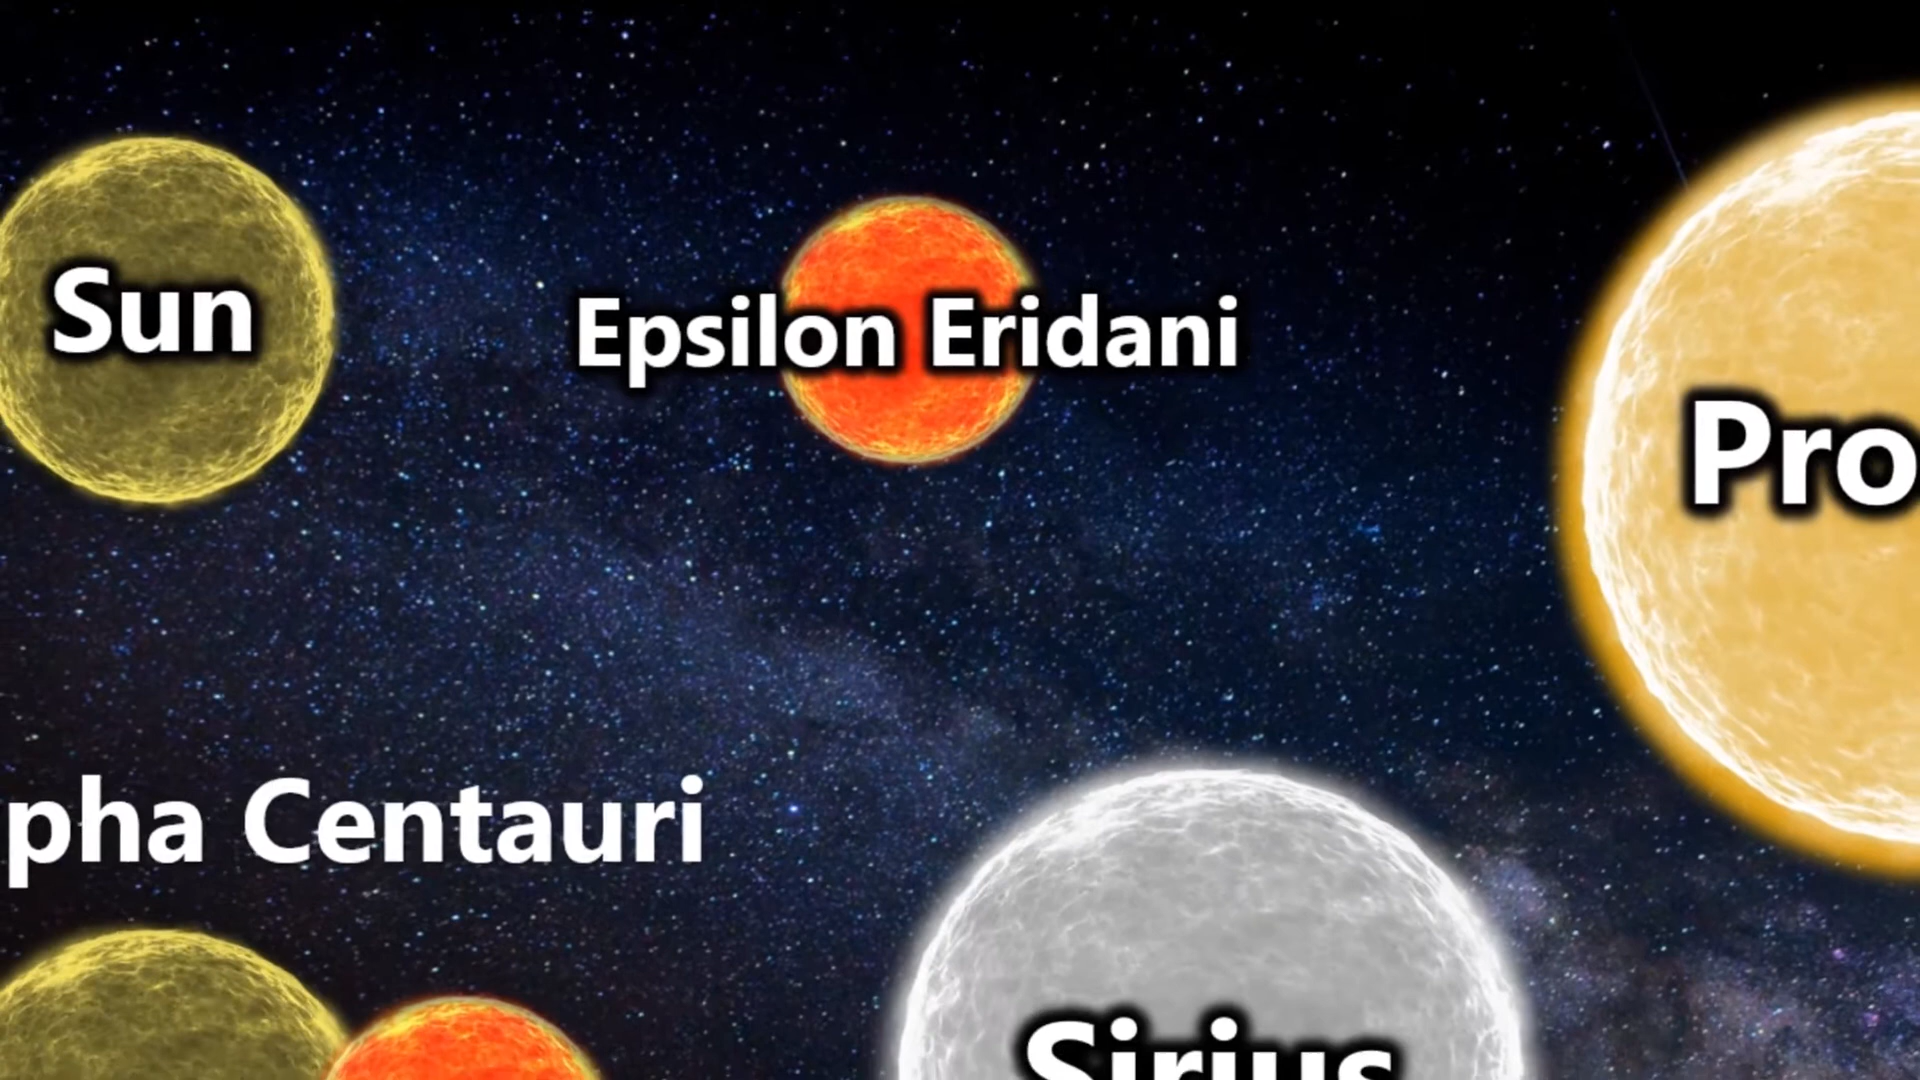 Sun
Epsilon Eridani
Pro
pha Centauri
Sirius